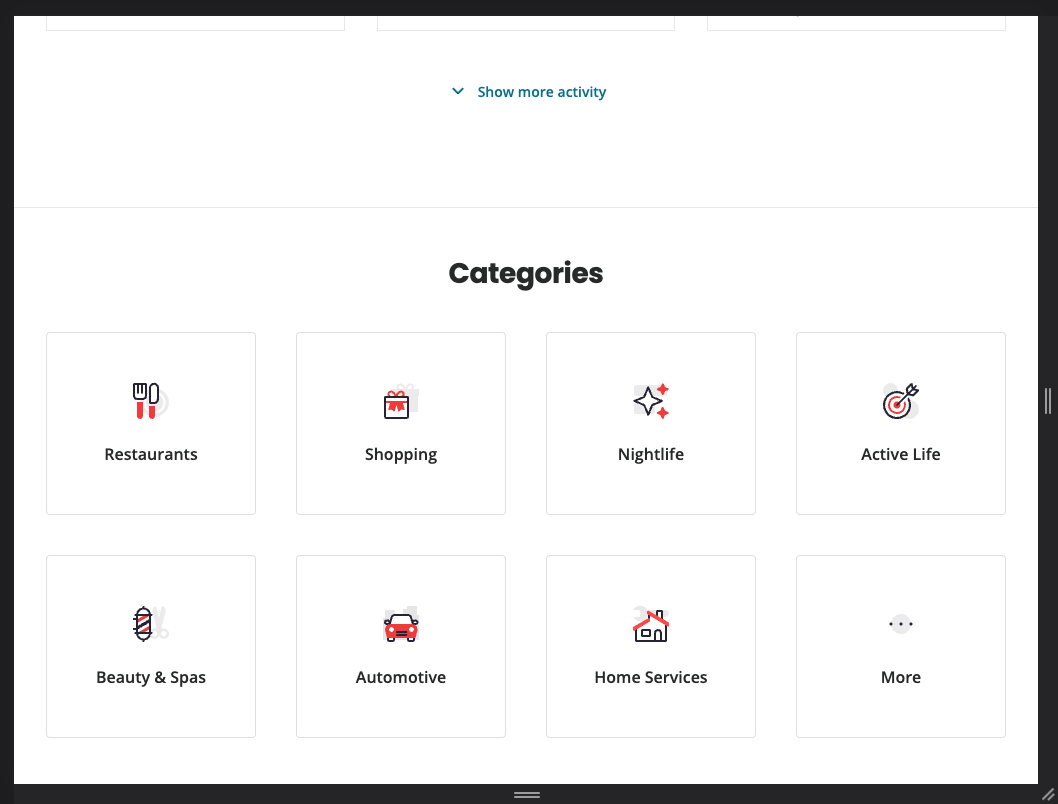 Show more activity
Categories
Restaurants
Shopping
Nightlife
Active Life
Beauty & Spas
Automotive
Home Services
More